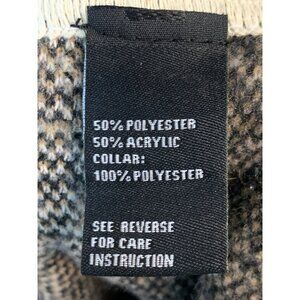 50% POLYESTER
50% ACRYLIC
COLLAR:
100% POLYESTER
SEE REVERSE
FOR CARE
INSTRUCTION